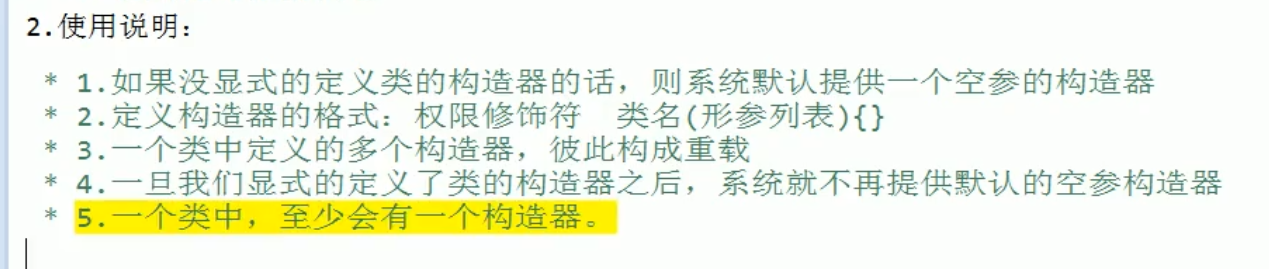 2.使用说明：
* 1.如果没显式的定义类的构造器的话，则系统默认提供一个空参的构造器
* 2.定义构造器的格式：权限修饰符 类名(形参列表){}
* 3.一个类中定义的多个构造器，彼此构成重载
* 4.一旦我们显式的定义了类的构造器之后，系统就不再提供默认的空参构造器
* 5.一个类中，至少会有一个构造器。